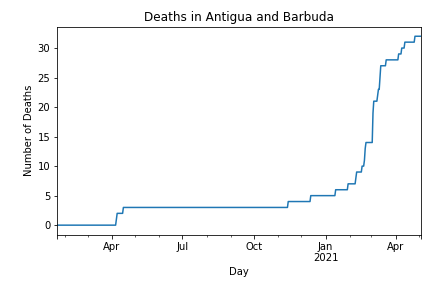 Deaths in Antigua and Barbuda
Number of Deaths
30
25
20
15
10
5
0
Apr
Jul
Oct
Jan
2021
Apr
Day